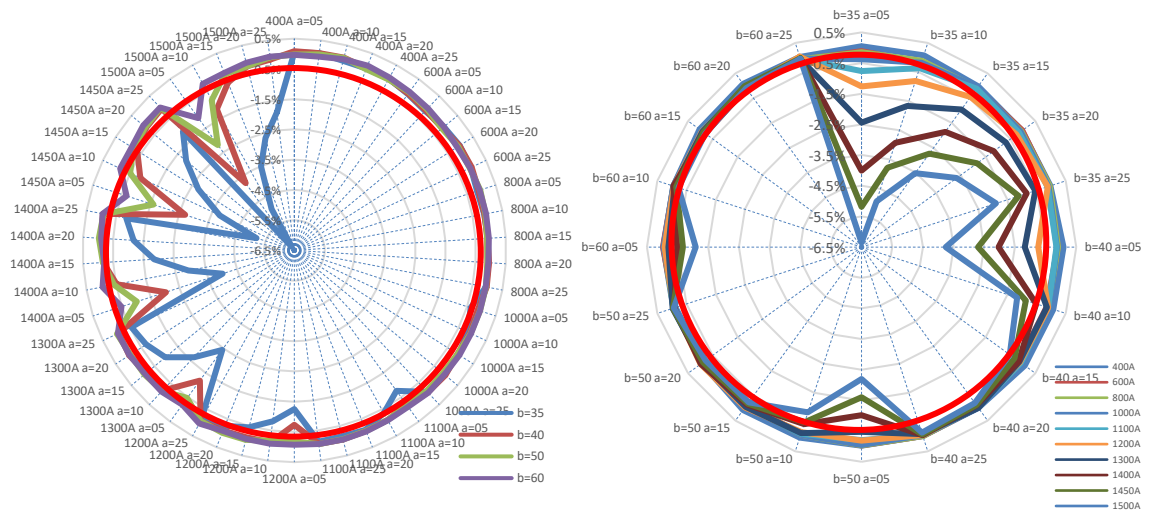 400A a=05
400A a=10
400A a=15
400A a=20
400A a=25
600A a=05
600A a=10
600A a=15
600A a=20
600A a=25
800A a=05
800A a=10
800A a=15
800A a=20
800A a=25
1000A a=05
1000A a=10
1000A a=15
1000A a=20
1000A a=25
1100A a=05
1100A a=10
1100A a=15
1100A a=20
1100A a=25
1200A a=05
1200A a=10
1200A a=15
1200A a=20
1200A a=25
1300A a=05
1300A a=10
1300A a=15
1300A a=20
1300A a=25
1400A a=05
1400A a=10
1400A a=15
1400A a=20
1400A a=25
1450A a=05
1450A a=10
1450A a=15
1450A a=20
1450A a=25
1500A a=05
1500A a=10
1500A a=15
1500A a=20
1500A a=25
0.5%
-0.5%
-1.5%
-2.5%
-3.5%
-4.5%
-5.5%
-6.5%
b=35
b=40
b=50
b=60
b=35 a=05
b=35 a=10
b=35 a=15
b=35 a=20
b=35 a=25
b=40 a=05
b=40 a=10
b=40 a=15
b=40 a=20
b=40 a=25
b=50 a=05
b=50 a=10
b=50 a=15
b=50 a=20
b=50 a=25
b=60 a=05
b=60 a=10
b=60 a=15
b=60 a=20
b=60 a=25
0.5%
-0.5%
-1.5%
-2.5%
-3.5%
-4.5%
-5.5%
-6.5%
400A
600A
800A
1000A
1100A
1200A
1300A
1400A
1450A
1500A